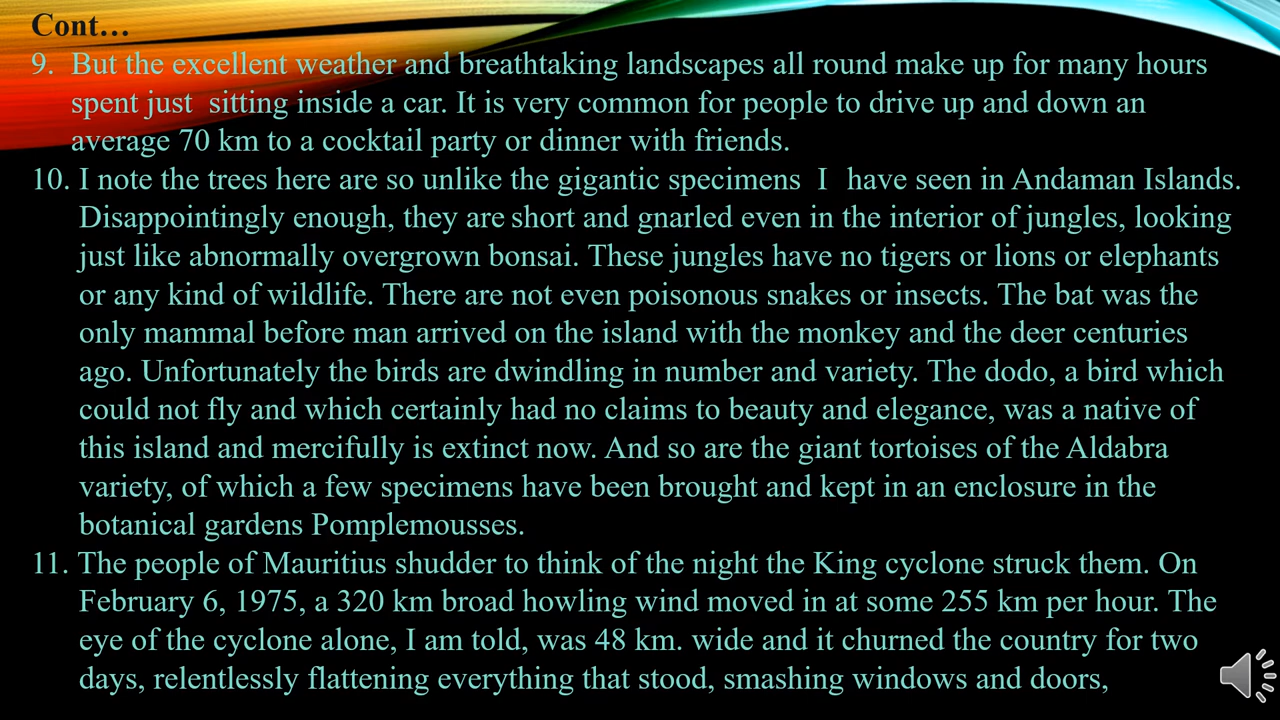 Cont…
9. But the excellent weather and breathtaking landscapes all round make up for many hours
spent just sitting inside a car. It is very common for people to drive up and down an
average 70 km to a cocktail party or dinner with friends.
10. I note the trees here are so unlike the gigantic specimens I have seen in Andaman Islands.
Disappointingly enough, they are short and gnarled even in the interior of jungles, looking
just like abnormally overgrown bonsai. These jungles have no tigers or lions or elephants
or any kind of wildlife. There are not even poisonous snakes or insects. The bat was the
only mammal before man arrived on the island with the monkey and the deer centuries
ago. Unfortunately the birds are dwindling in number and variety. The dodo, a bird which
could not fly and which certainly had no claims to beauty and elegance, was a native of
this island and mercifully is extinct now. And so are the giant tortoises of the Aldabra
variety, of which a few specimens have been brought and kept in an enclosure in the
botanical gardens Pomplemousses.
11. The people of Mauritius shudder to think of the night the King cyclone struck them. On
February 6, 1975, a 320 km broad howling wind moved in at some 255 km per hour. The
eye of the cyclone alone, I am told, was 48 km. wide and it churned the country for two
days, relentlessly flattening everything that stood, smashing windows and doors,